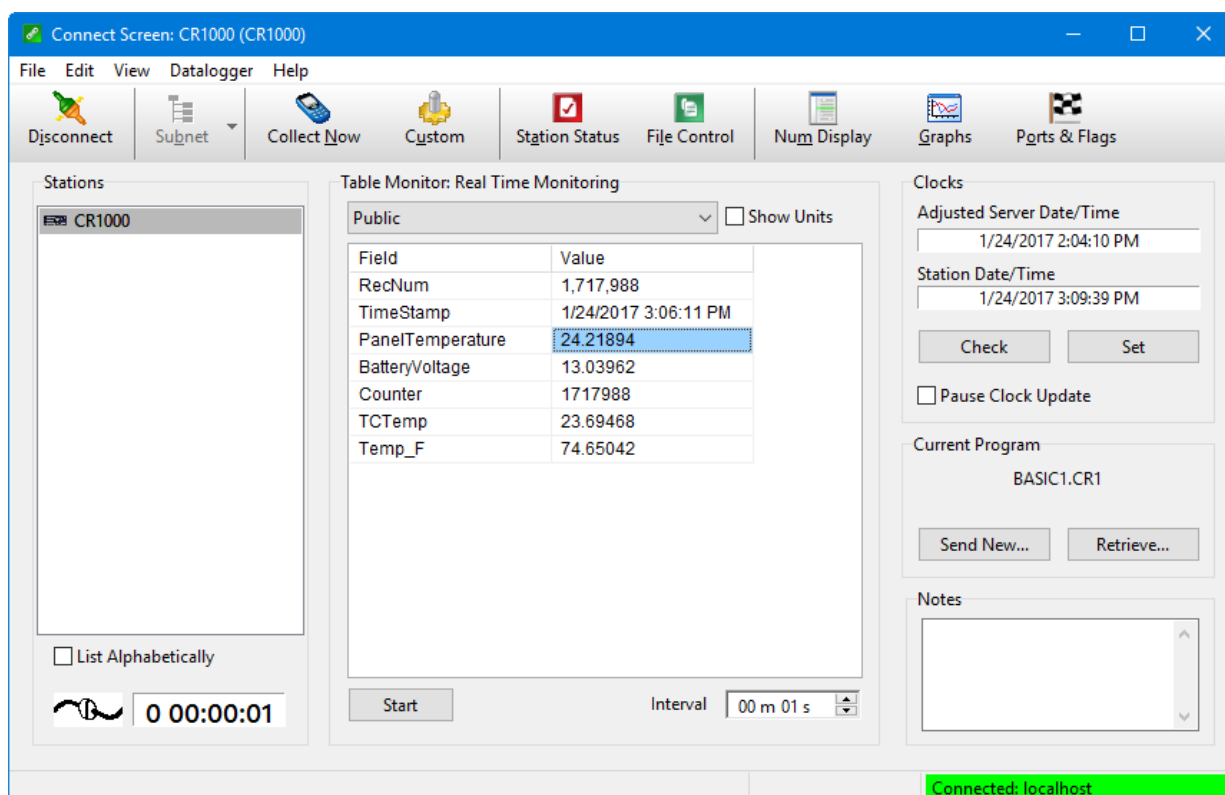 Connect Screen: CR1000 (CR1000)
File Edit View Datalogger Help
Disconnect Subnet Collect Now Custom Station Status File Control Num Display Graphs Ports & Flags
Stations
CR1000
List Alphabetically
0 00:00:01
Table Monitor: Real Time Monitoring
Public Show Units
Field Value
RecNum 1,717,988
TimeStamp 1/24/2017 3:06:11 PM
PanelTemperature 24.21894
BatteryVoltage 13.03962
Counter 1717988
TCTemp 23.69468
Temp_F 74.65042
Start Interval 00 m 01 s
Clocks
Adjusted Server Date/Time
1/24/2017 2:04:10 PM
Station Date/Time
1/24/2017 3:09:39 PM
Check Set
Pause Clock Update
Current Program
BASIC1.CR1
Send New... Retrieve...
Notes
Connected: localhost